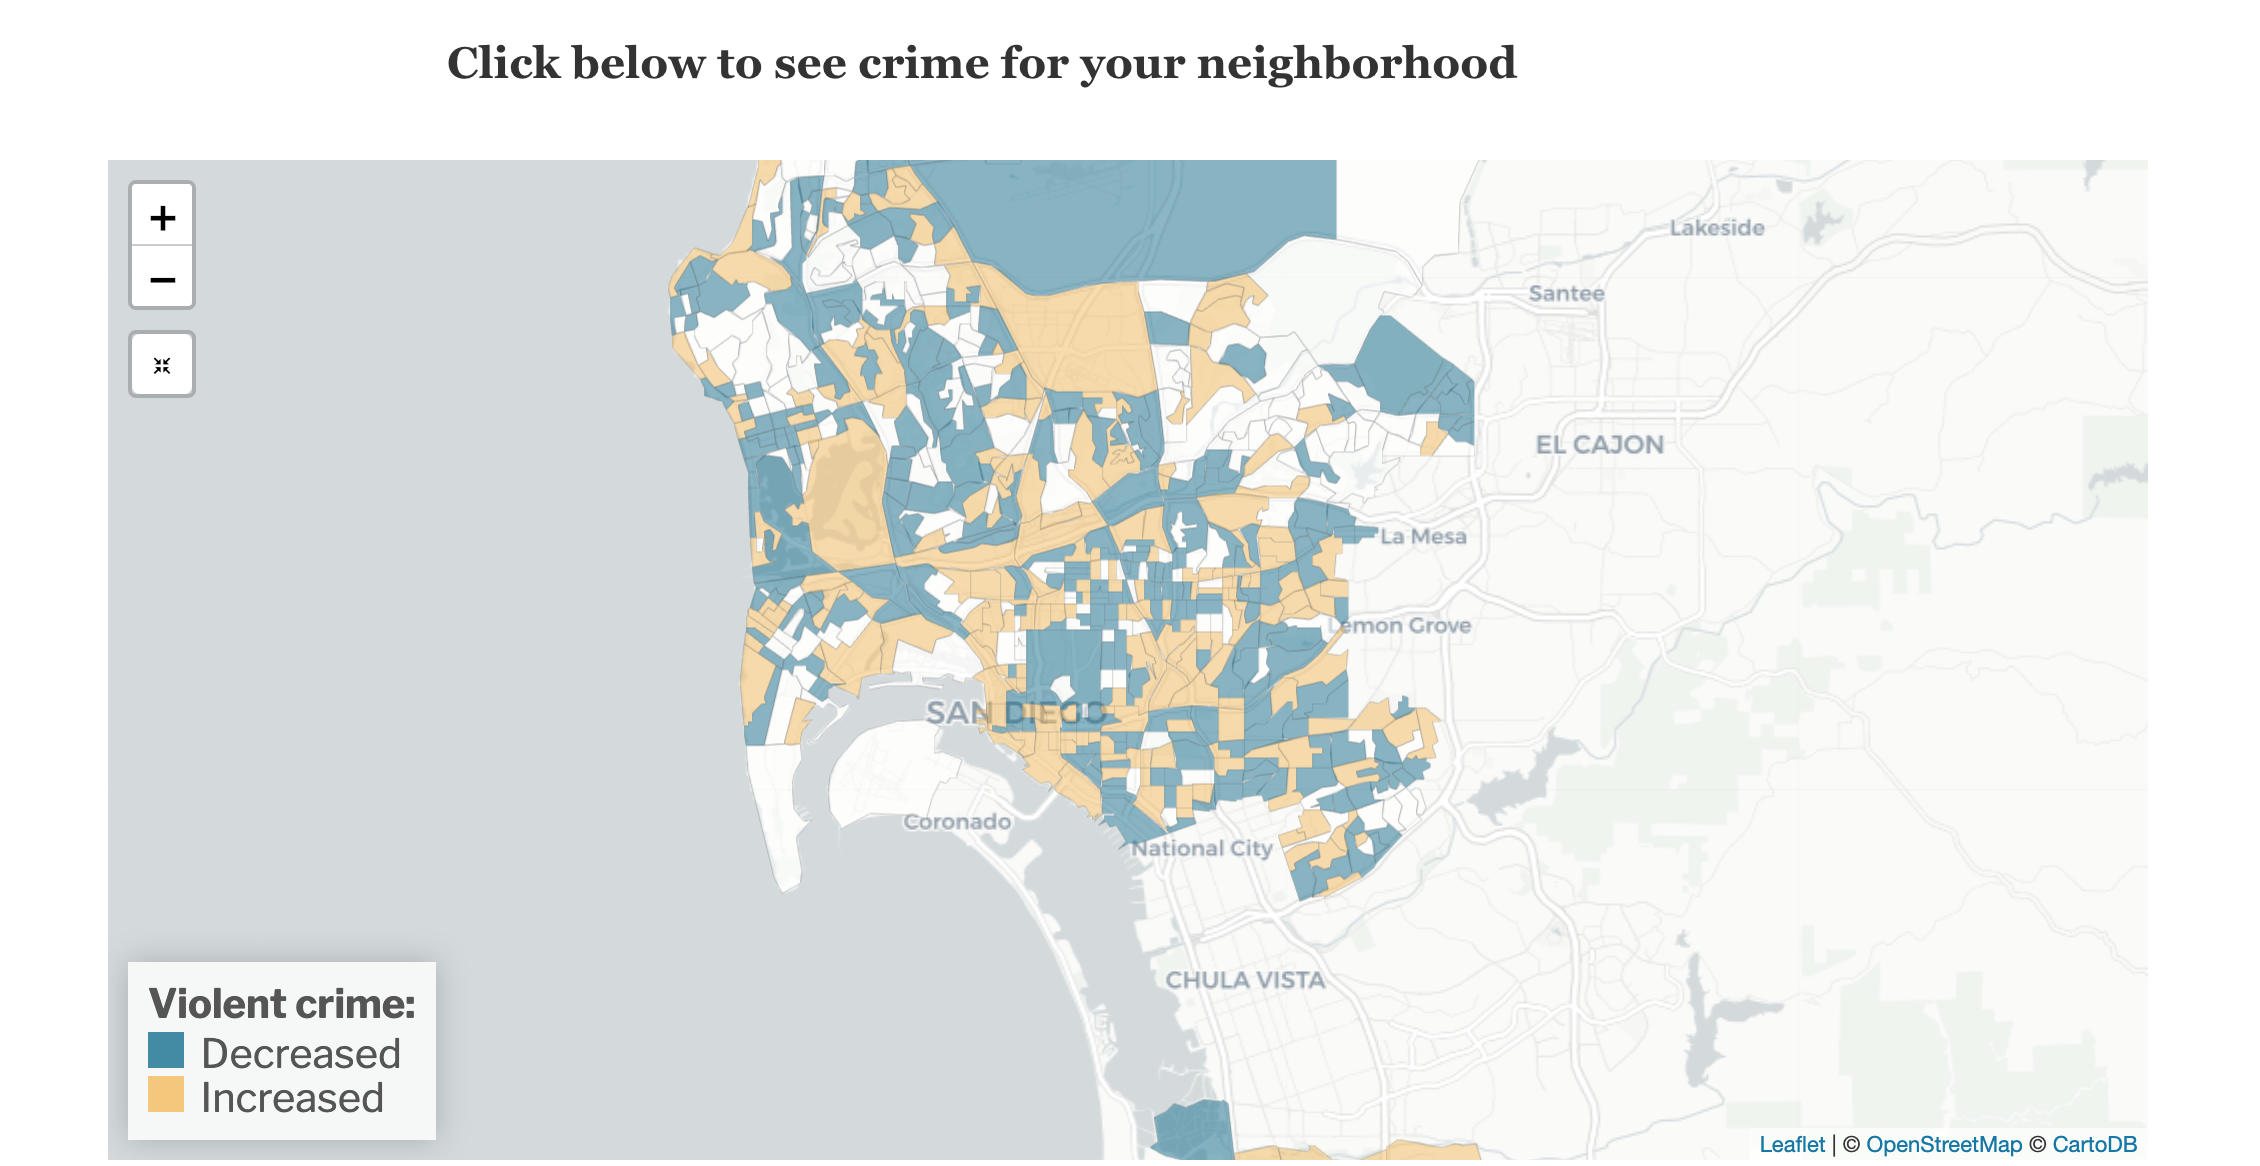 Click below to see crime for your neighborhood
+
−
Lakeside
Santee
EL CAJON
La Mesa
Lemon Grove
SAN DIEGO
Coronado
National City
CHULA VISTA
Violent crime:
Decreased
Increased
Leaflet | © OpenStreetMap © CartoDB